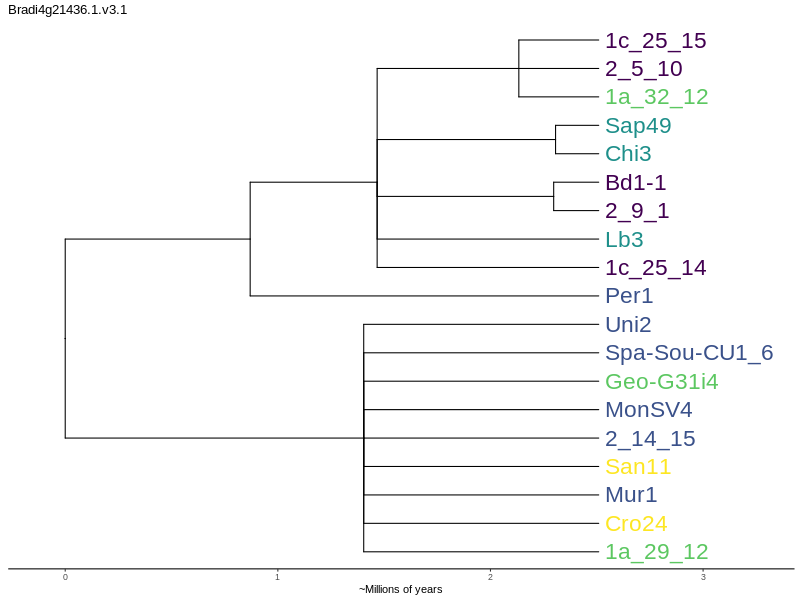 Bradi4g21436.1.v3.1
1c_25_15
2_5_10
1a_32_12
Sap49
Chi3
Bd1-1
2_9_1
Lb3
1c_25_14
Per1
Uni2
Spa-Sou-CU1_6
Geo-G31i4
MonSV4
2_14_15
San11
Mur1
Cro24
1a_29_12
0 1 2 3
~Millions of years